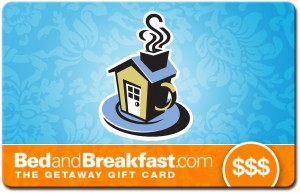 BedandBreakfast.com
THE GETAWAY GIFT CARD
$$$